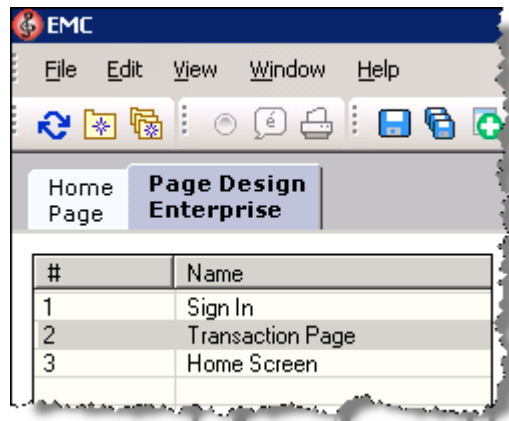 EMC
File Edit View Window Help
é
Home Page
Page Design Enterprise
# Name
1 Sign In
2 Transaction Page
3 Home Screen